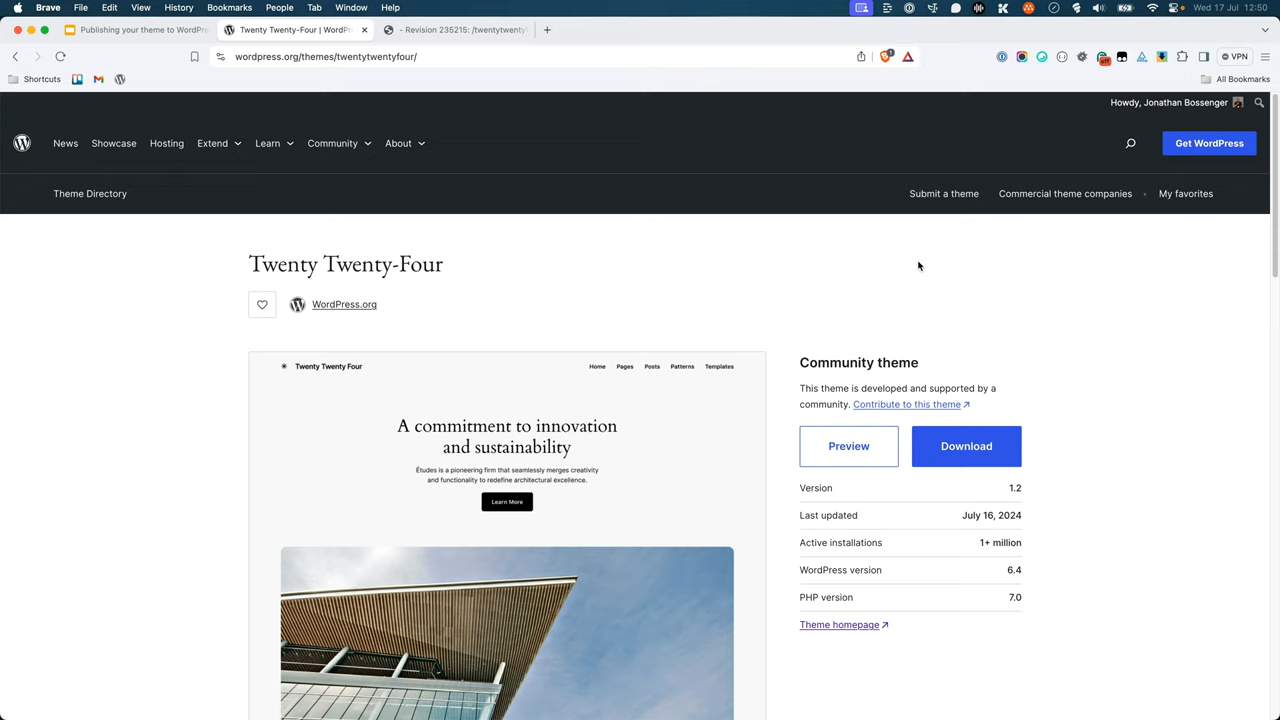 Brave File Edit View History Bookmarks Profiles Tab Window Help Wed 17 Jul 12:50
Publishing your theme to WordPre Twenty Twenty-Four | WordPr - Revision 235215: /twentytwentyf
wordpress.org/themes/twentytwentyfour/ 1 off VPN
Shortcuts All Bookmarks
Howdy, Jonathan Bossenger
News Showcase Hosting Extend Learn Community About Get WordPress
Theme Directory Submit a theme Commercial theme companies My favorites
Twenty Twenty-Four
WordPress.org
Twenty Twenty Four Home Pages Posts Patterns Templates
A commitment to innovation
and sustainability
Études is a pioneering firm that seamlessly merges creativity
and functionality to redefine architectural excellence.
Learn More
Community theme
This theme is developed and supported by a
community. Contribute to this theme
Preview Download
Version 1.2
Last updated July 16, 2024
Active installations 1+ million
WordPress version 6.4
PHP version 7.0
Theme homepage